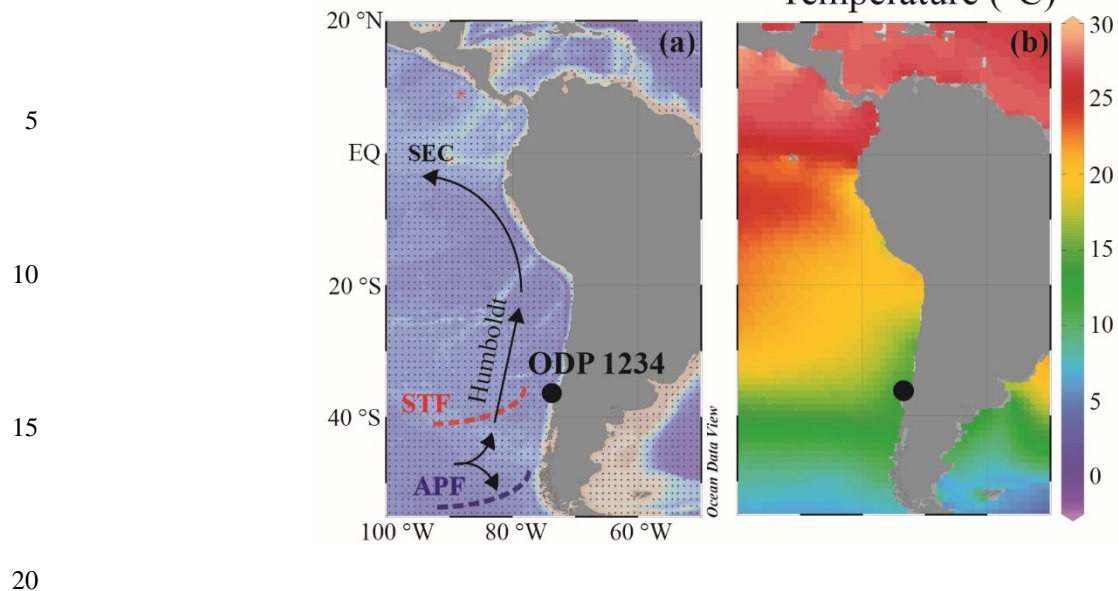 Temperature (°C)
20 °N
(a)
(b)
30
5
25
EQ
SEC
20
10
20 °S
15
Humboldt
ODP 1234
10
STF
40 °S
5
15
APF
0
Ocean Data View
100 °W
80 °W
60 °W
20